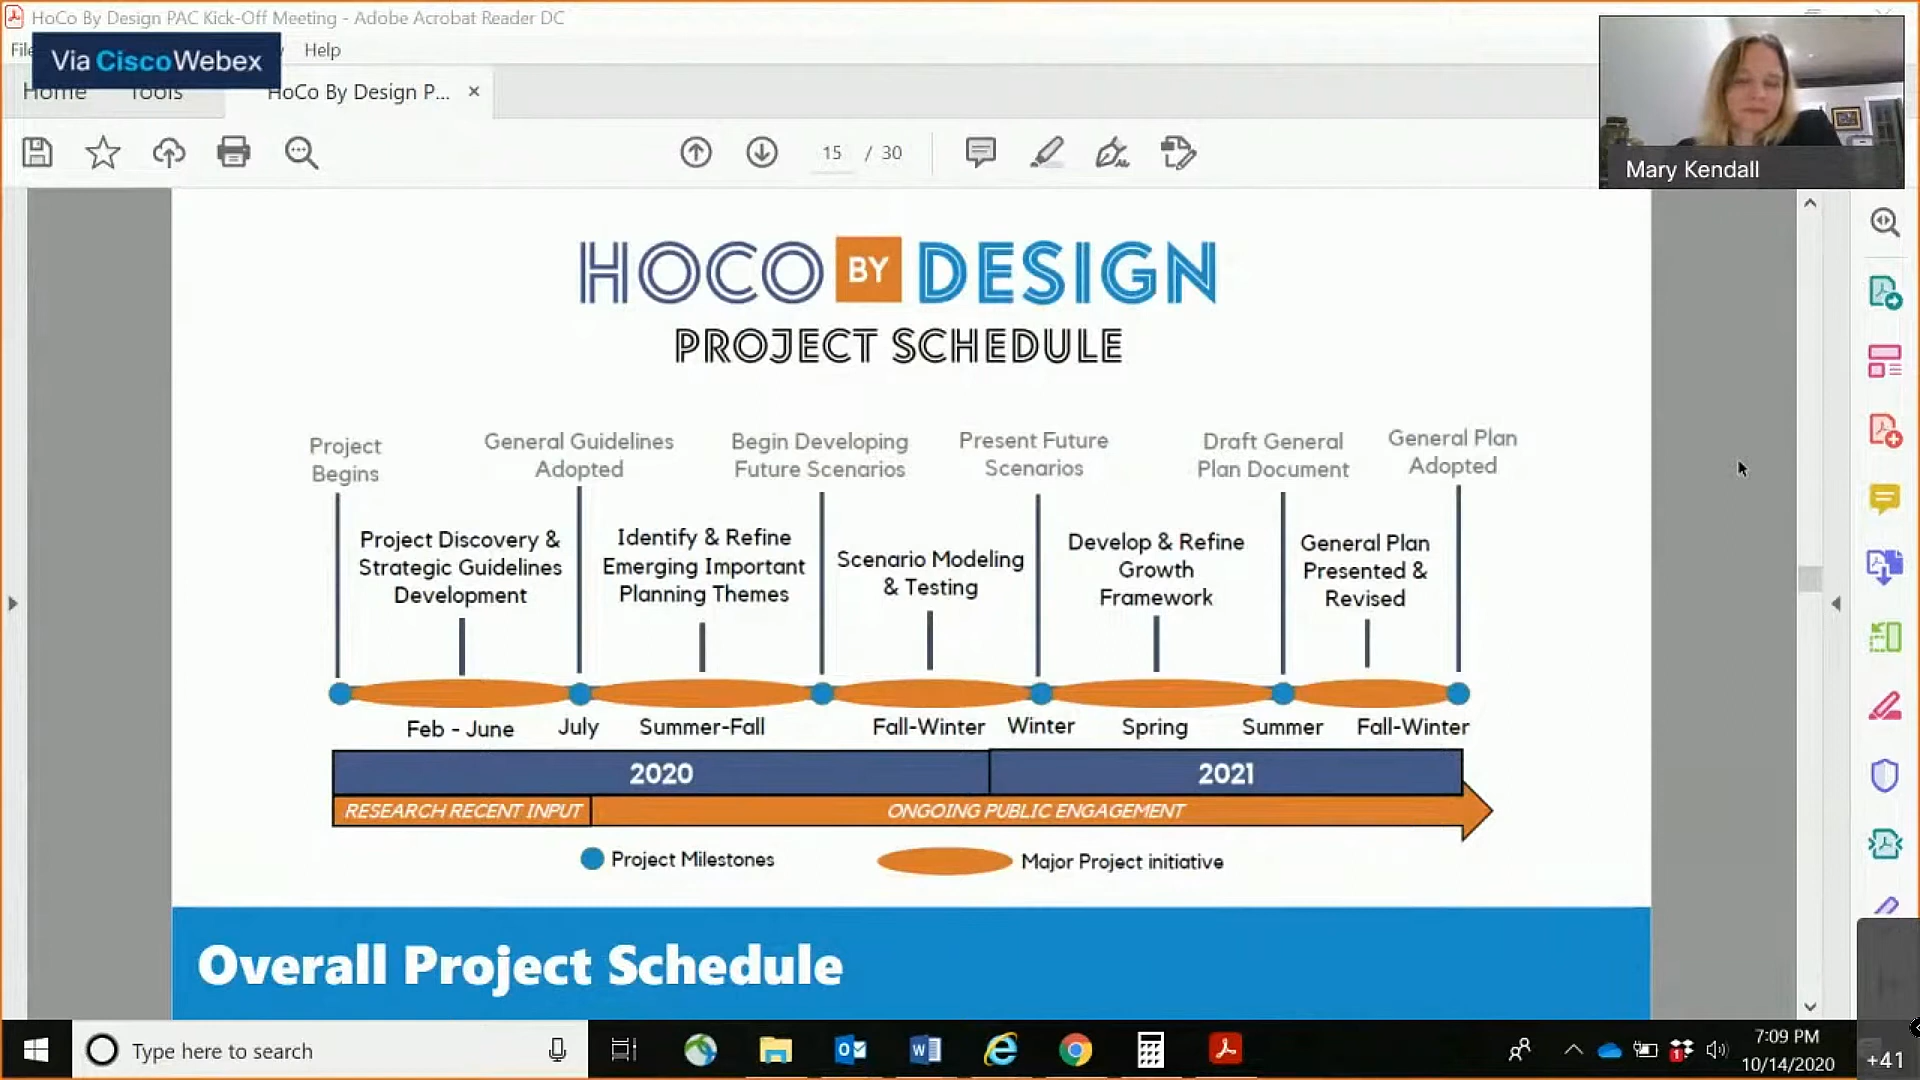 HoCo By Design PAC Kick-Off Meeting - Adobe Acrobat Reader DC
Help
Via CiscoWebex
Home
Tools
HoCo By Design P...
15 / 30
Mary Kendall
HOCO BY DESIGN
PROJECT SCHEDULE
Project
Begins
General Guidelines
Adopted
Begin Developing
Future Scenarios
Present Future
Scenarios
Draft General
Plan Document
General Plan
Adopted
Project Discovery &
Strategic Guidelines
Development
Identify & Refine
Emerging Important
Planning Themes
Scenario Modeling
& Testing
Develop & Refine
Growth
Framework
General Plan
Presented &
Revised
Feb - June
July
Summer-Fall
Fall-Winter
Winter
Spring
Summer
Fall-Winter
2020
2021
RESEARCH RECENT INPUT
ONGOING PUBLIC ENGAGEMENT
Project Milestones
Major Project initiative
Overall Project Schedule
Type here to search
7:09 PM
10/14/2020
+41